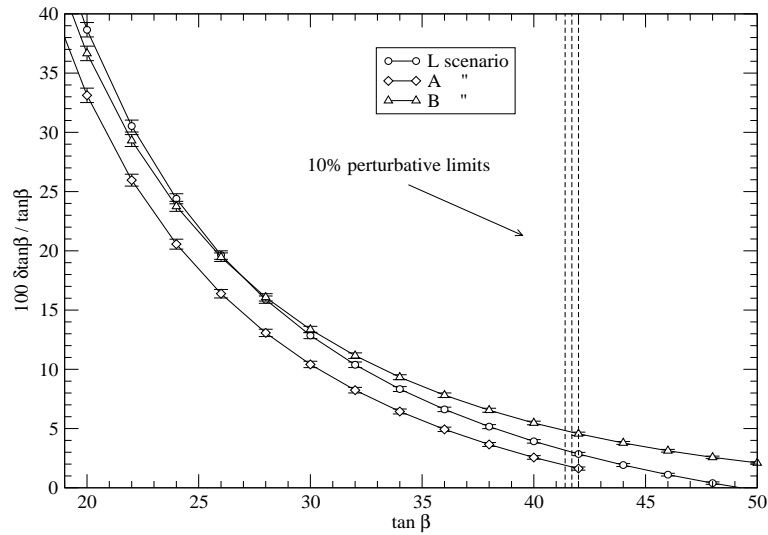 40
35
30
25
20
15
10
5
0
100 δtanβ / tanβ
L scenario
A "
B "
10% perturbative limits
20 25 30 35 40 45 50
tan β